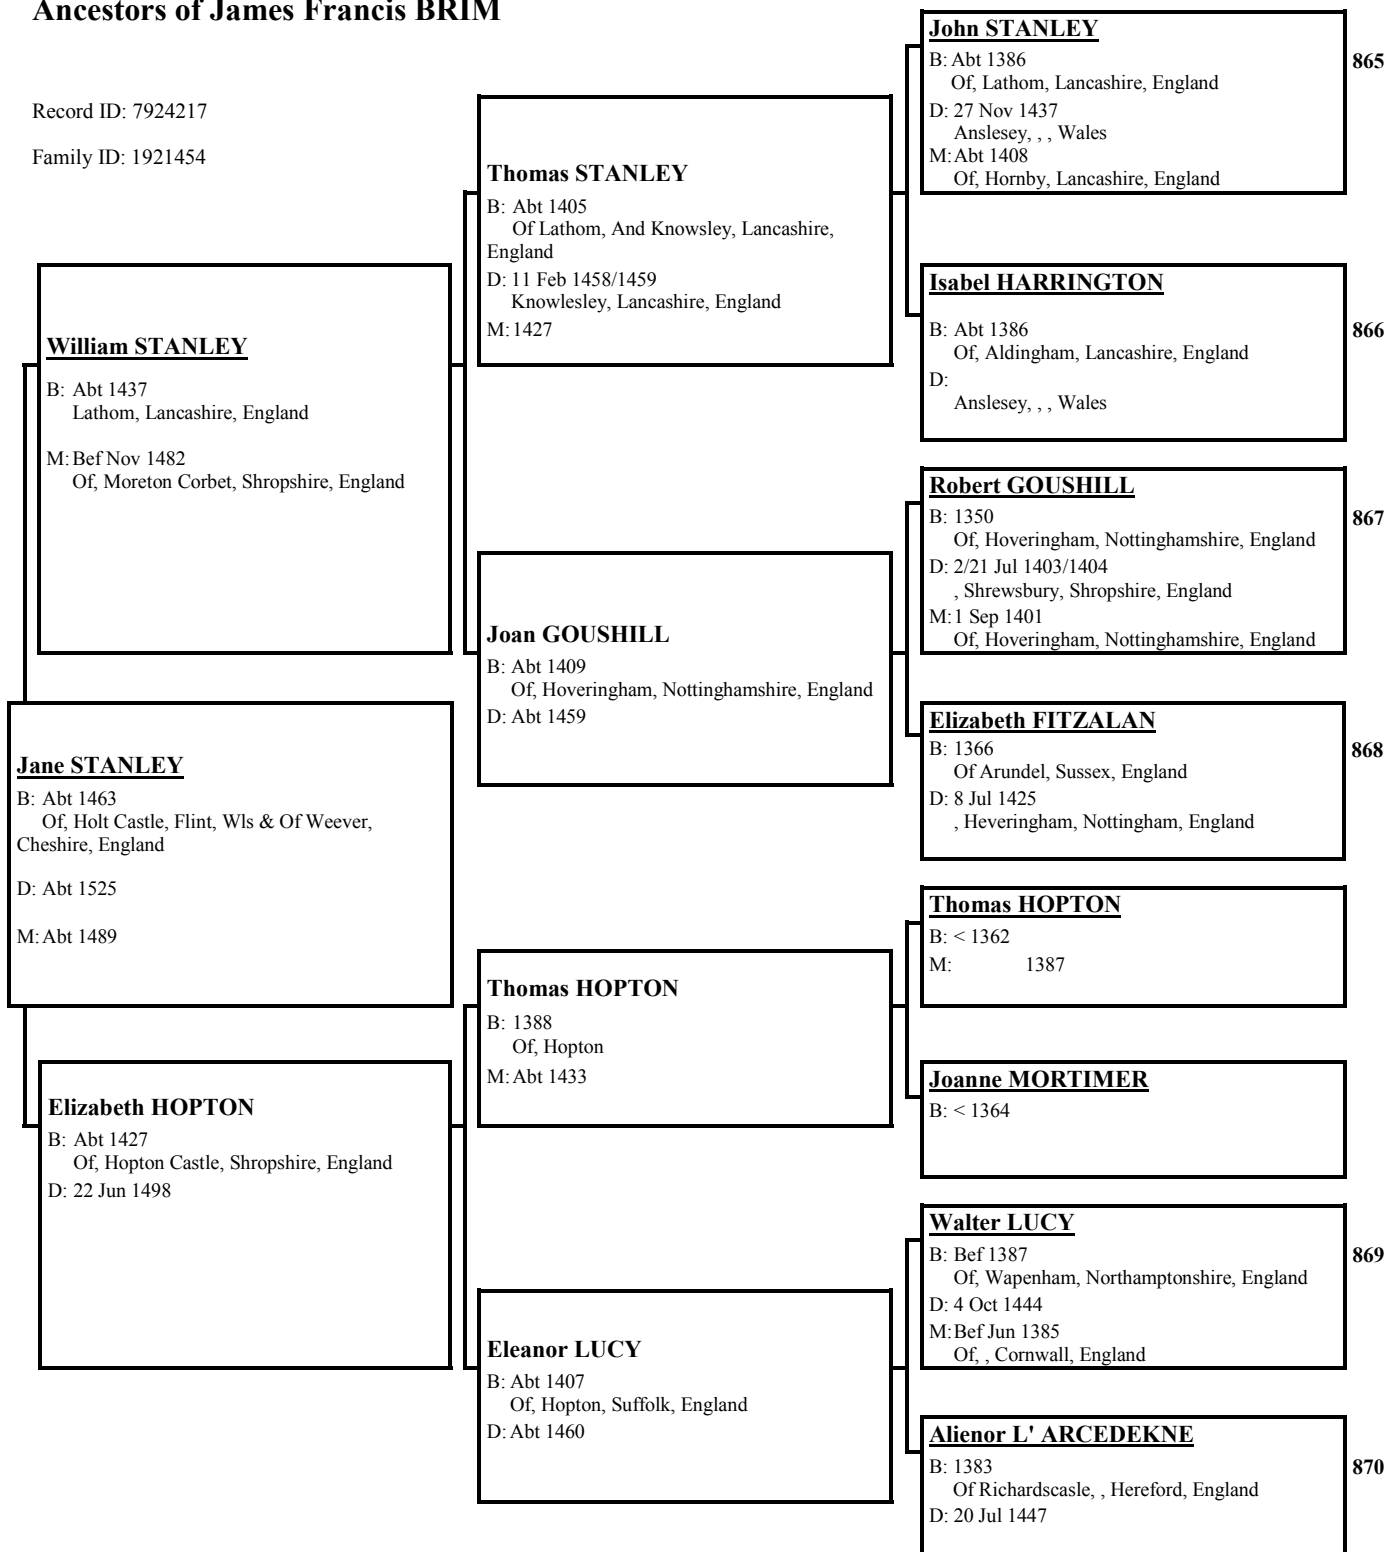 Ancestors of James Francis BRIM
Record ID: 7924217
Family ID: 1921454
Jane STANLEY
B: Abt 1463
Of, Holt Castle, Flint, Wls & Of Weever,
Cheshire, England
D: Abt 1525
M: Abt 1489
William STANLEY
B: Abt 1437
Lathom, Lancashire, England
M: Bef Nov 1482
Of, Moreton Corbet, Shropshire, England
Elizabeth HOPTON
B: Abt 1427
Of, Hopton Castle, Shropshire, England
D: 22 Jun 1498
Thomas STANLEY
B: Abt 1405
Of Lathom, And Knowsley, Lancashire,
England
D: 11 Feb 1458/1459
Knowlesley, Lancashire, England
M: 1427
Joan GOUSHILL
B: Abt 1409
Of, Hoveringham, Nottinghamshire, England
D: Abt 1459
Thomas HOPTON
B: 1388
Of, Hopton
M: Abt 1433
Eleanor LUCY
B: Abt 1407
Of, Hopton, Suffolk, England
D: Abt 1460
John STANLEY
B: Abt 1386
Of, Lathom, Lancashire, England
D: 27 Nov 1437
Anslesey, , , Wales
M: Abt 1408
Of, Hornby, Lancashire, England
865
Isabel HARRINGTON
B: Abt 1386
Of, Aldingham, Lancashire, England
D:
Anslesey, , , Wales
866
Robert GOUSHILL
B: 1350
Of, Hoveringham, Nottinghamshire, England
D: 2/21 Jul 1403/1404
, Shrewsbury, Shropshire, England
M: 1 Sep 1401
Of, Hoveringham, Nottinghamshire, England
867
Elizabeth FITZALAN
B: 1366
Of Arundel, Sussex, England
D: 8 Jul 1425
, Heveringham, Nottingham, England
868
Thomas HOPTON
B: < 1362
M: 1387
Joanne MORTIMER
B: < 1364
Walter LUCY
B: Bef 1387
Of, Wapenham, Northamptonshire, England
D: 4 Oct 1444
M: Bef Jun 1385
Of, , Cornwall, England
869
Alienor L' ARCEDEKNE
B: 1383
Of Richardscasle, , Hereford, England
D: 20 Jul 1447
870